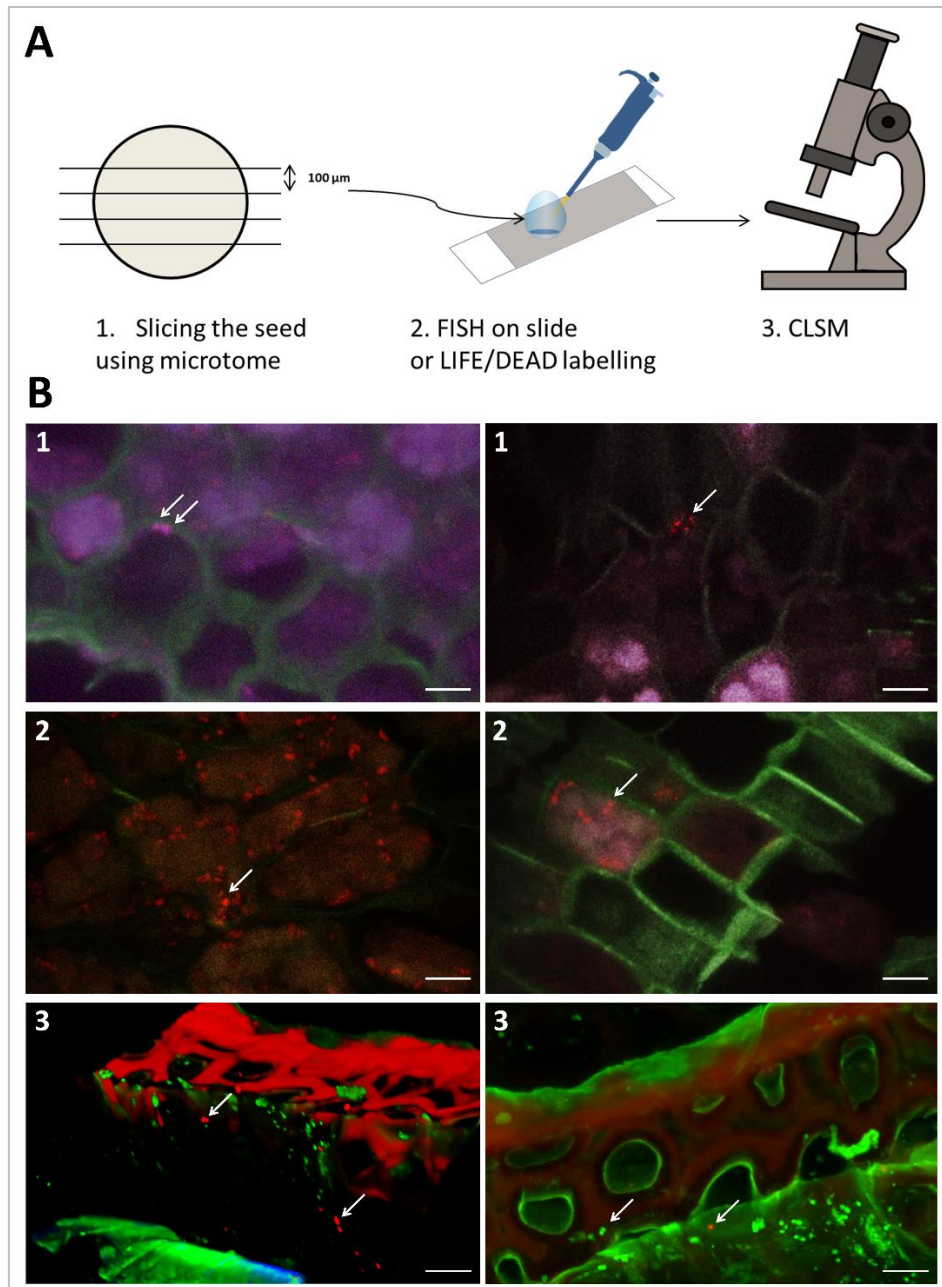 A
100 µm
1. Slicing the seed
using microtome
2. FISH on slide
or LIFE/DEAD labelling
3. CLSM
B
1
1
2
2
3
3